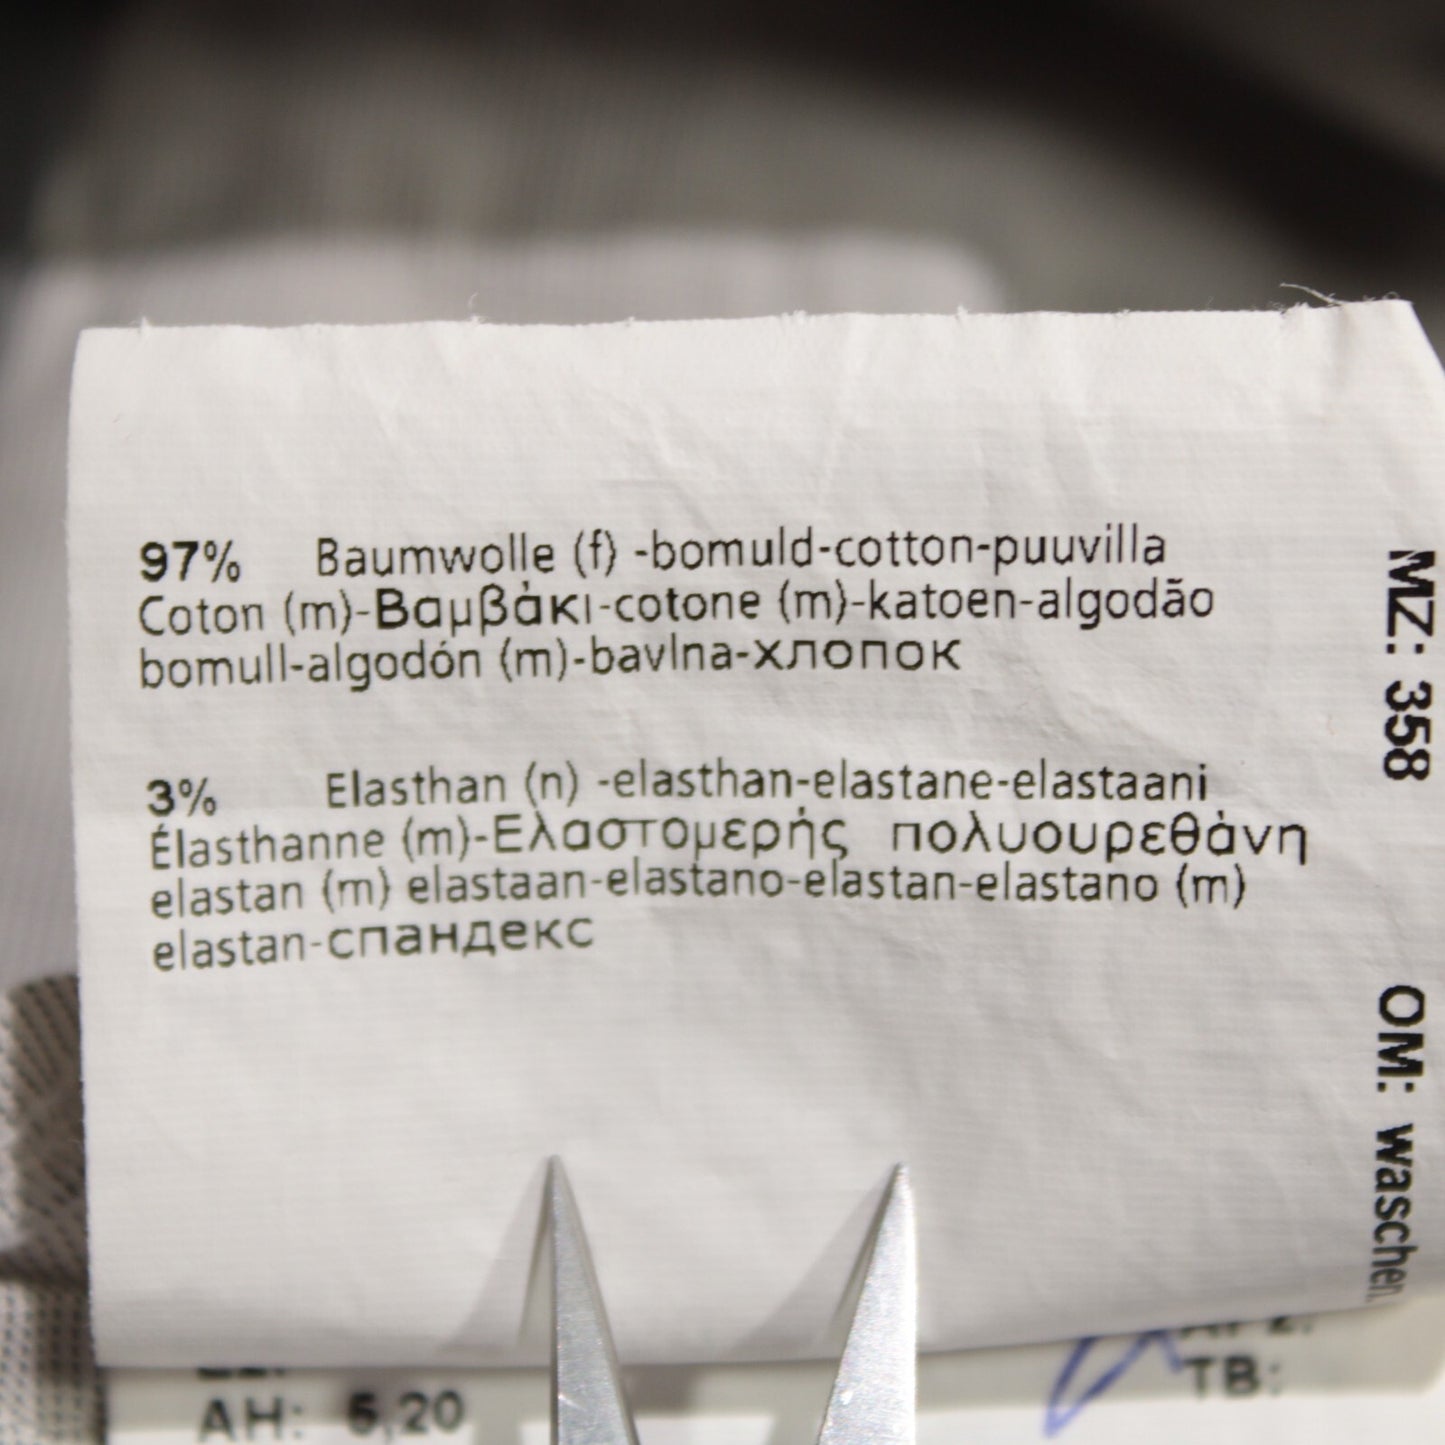 97% Baumwolle (f) -bomuld-cotton-puuvilla
Coton (m)-Βαμβάκι-cotone (m)-katoen-algodão
bomull-algodón (m)-bavlna-хлопок
3% Elasthan (n) -elasthan-elastane-elastaani
Élasthanne (m)-Ελαστομερής πολυουρεθάνη
elastan (m) elastaan-elastano-elastan-elastano (m)
elastan-спандекс
MZ: 358
OM: waschen.
AH: 5,20
TB: